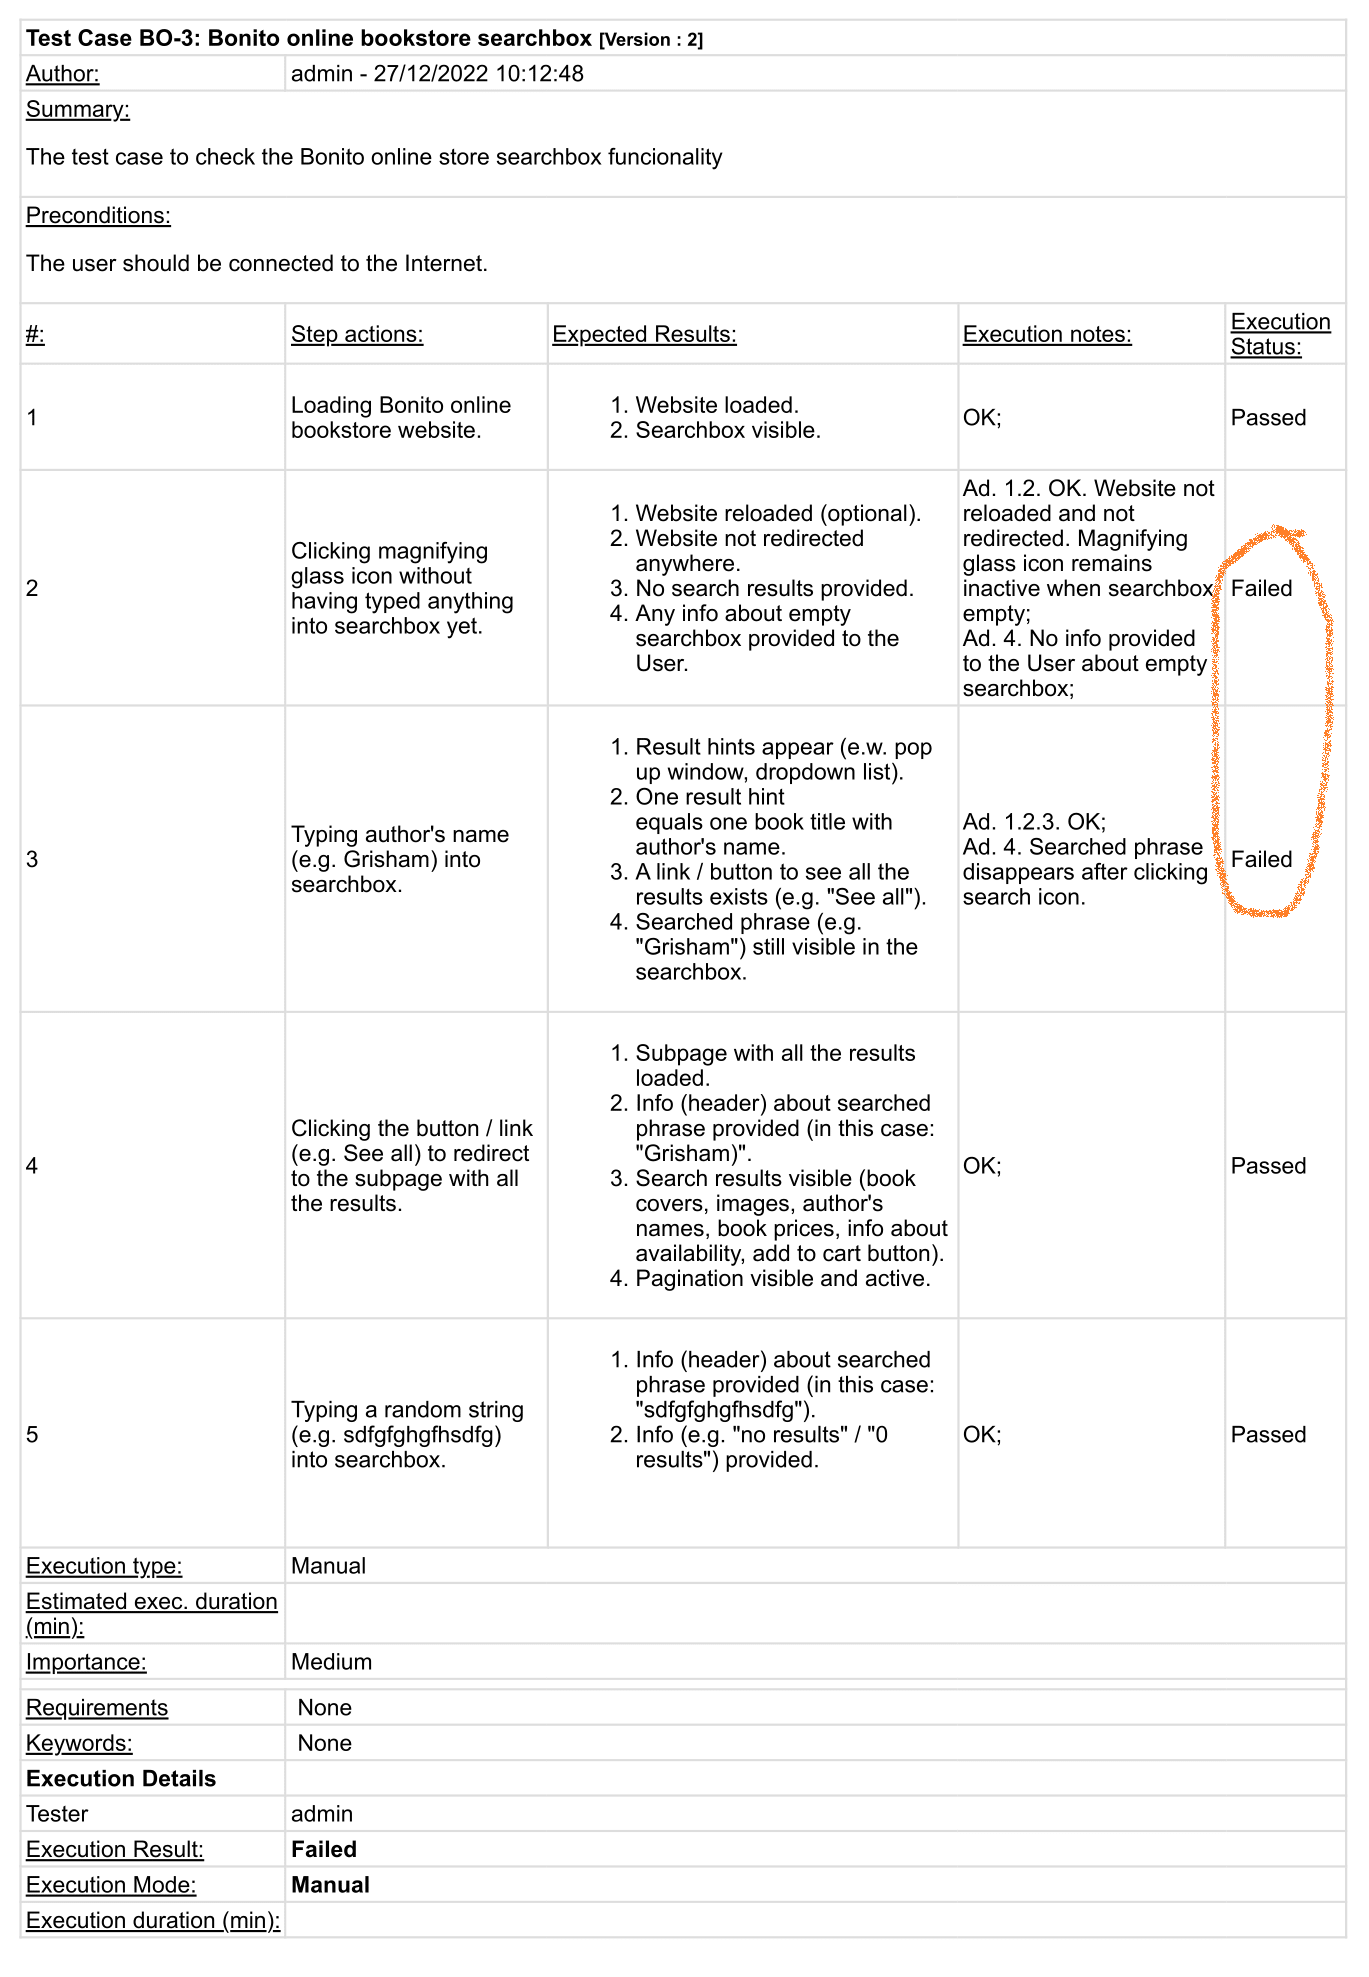 Test Case BO-3: Bonito online bookstore searchbox [Version : 2]
Author: admin - 27/12/2022 10:12:48
Summary:
The test case to check the Bonito online store searchbox funcionality
Preconditions:
The user should be connected to the Internet.
#:
Step actions:
Expected Results:
Execution notes:
Execution
Status:
1
Loading Bonito online
bookstore website.
1. Website loaded.
2. Searchbox visible.
OK;
Passed
2
Clicking magnifying
glass icon without
having typed anything
into searchbox yet.
1. Website reloaded (optional).
2. Website not redirected
anywhere.
3. No search results provided.
4. Any info about empty
searchbox provided to the
User.
Ad. 1.2. OK. Website not
reloaded and not
redirected. Magnifying
glass icon remains
inactive when searchbox
empty;
Ad. 4. No info provided
to the User about empty
searchbox;
Failed
3
Typing author's name
(e.g. Grisham) into
searchbox.
1. Result hints appear (e.w. pop
up window, dropdown list).
2. One result hint
equals one book title with
author's name.
3. A link / button to see all the
results exists (e.g. "See all").
4. Searched phrase (e.g.
"Grisham") still visible in the
searchbox.
Ad. 1.2.3. OK;
Ad. 4. Searched phrase
disappears after clicking
search icon.
Failed
4
Clicking the button / link
(e.g. See all) to redirect
to the subpage with all
the results.
1. Subpage with all the results
loaded.
2. Info (header) about searched
phrase provided (in this case:
"Grisham)".
3. Search results visible (book
covers, images, author's
names, book prices, info about
availability, add to cart button).
4. Pagination visible and active.
OK;
Passed
5
Typing a random string
(e.g. sdfgfghgfhsdfg)
into searchbox.
1. Info (header) about searched
phrase provided (in this case:
"sdfgfghgfhsdfg").
2. Info (e.g. "no results" / "0
results") provided.
OK;
Passed
Execution type: Manual
Estimated exec. duration
(min):
Importance: Medium
Requirements None
Keywords: None
Execution Details
Tester admin
Execution Result: Failed
Execution Mode: Manual
Execution duration (min):